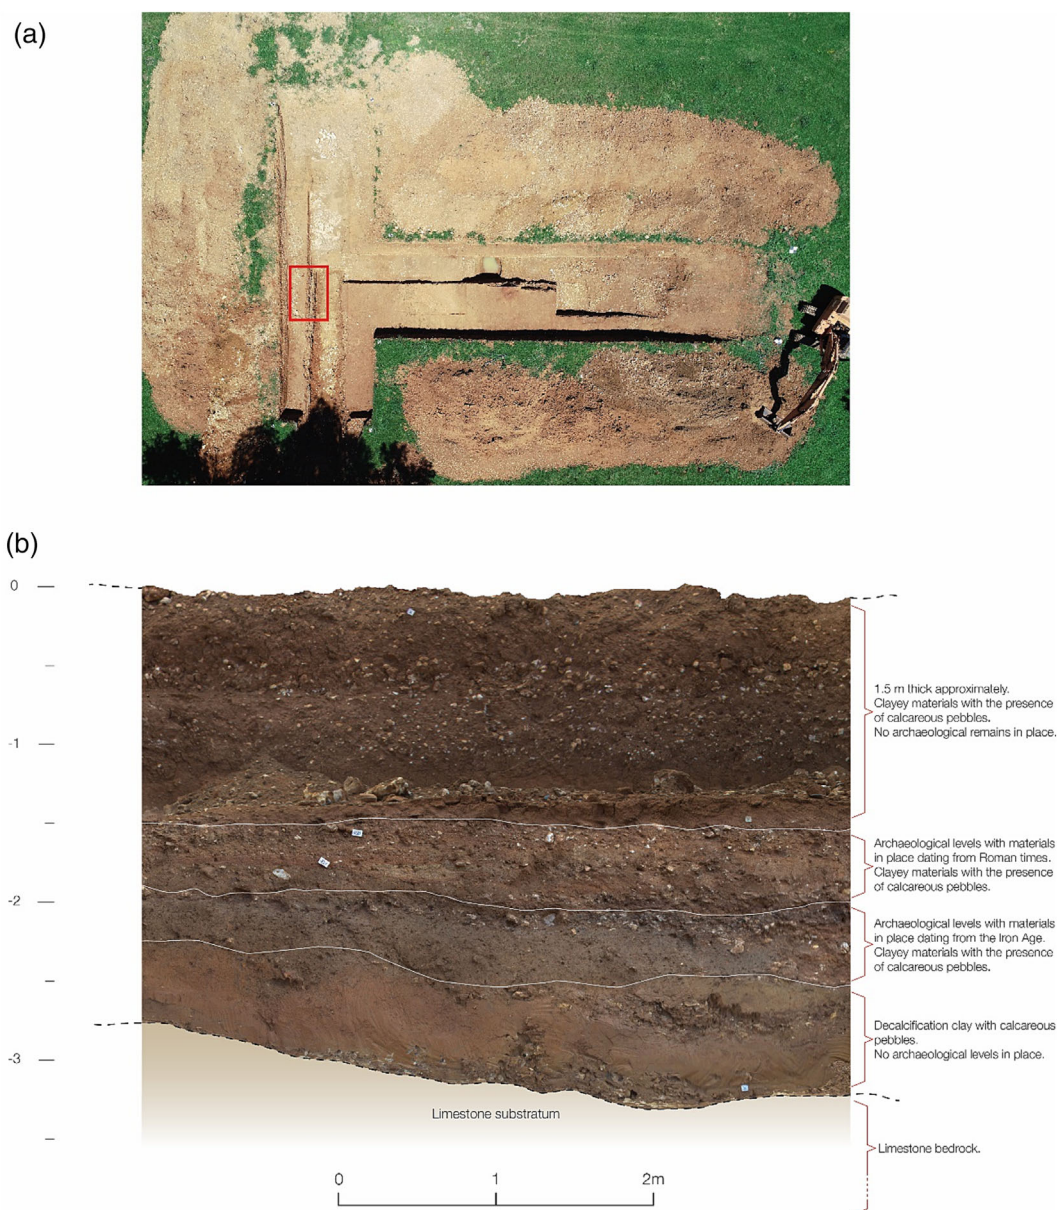 (a)
(b)
0
-1
-2
-3
1.5 m thick approximately.
Clayey materials with the presence
of calcareous pebbles.
No archaeological remains in place.
Archaeological levels with materials
in place dating from Roman times.
Clayey materials with the presence
of calcareous pebbles.
Archaeological levels with materials
in place dating from the Iron Age.
Clayey materials with the presence
of calcareous pebbles.
Decalcification clay with calcareous
pebbles.
No archaeological levels in place.
Limestone substratum
Limestone bedrock.
0 1 2m